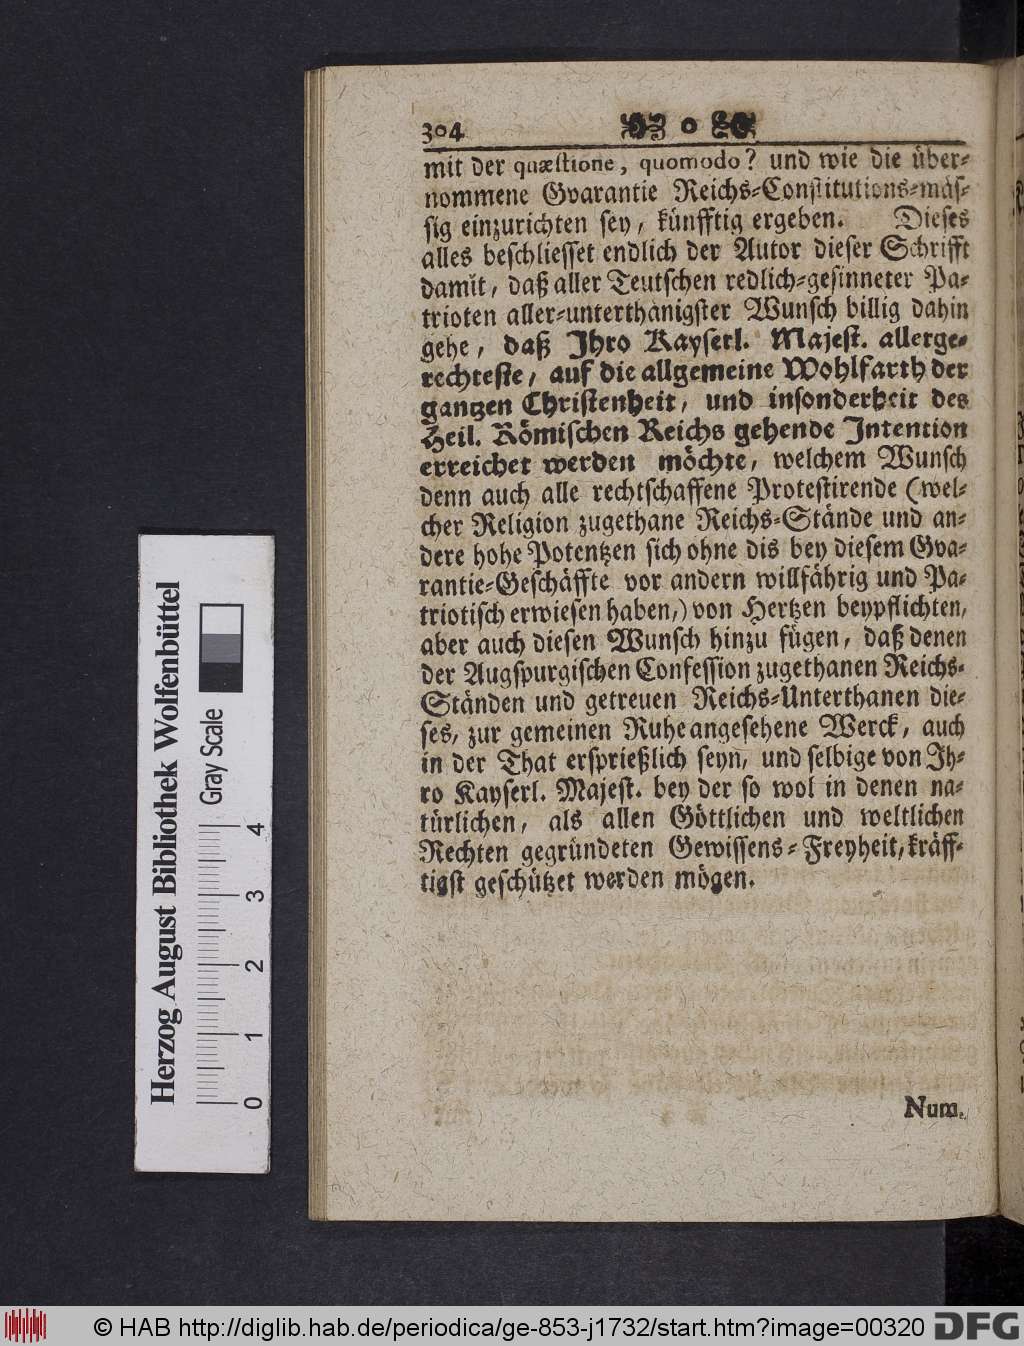 304 o
mit der quæstione, quomodo? und wie die über-
nommene Gvarantie Reichs-Constitutions-mäs-
sig einzurichten sey, künfftig ergeben. Dieses
alles beschliesset endlich der Autor dieser Schrifft
damit, daß aller Teutschen redlich-gesinneter Pa-
trioten aller-unterthänigster Wunsch billig dahin
gehe, daß Ihro Kayserl. Majest. allerge-
rechteste, auf die allgemeine Wohlfarth der
gantzen Christenheit, und insonderheit des
Heil. Römischen Reichs gehende Intention
erreichet werden möchte, welchem Wunsch
denn auch alle rechtschaffene Protestirende (wel-
cher Religion zugethane Reichs-Stände und an-
dere hohe Potentzen sich ohne dis bey diesem Gva-
rantie-Geschäffte vor andern willfährig und Pa-
triotisch erwiesen haben,) von Hertzen beypflichten,
aber auch diesen Wunsch hinzu fügen, daß denen
der Augspurgischen Confession zugethanen Reichs-
Ständen und getreuen Reichs-Unterthanen die-
ses, zur gemeinen Ruhe angesehene Werck, auch
in der That ersprießlich seyn, und selbige von Ih-
ro Kayserl. Majest. bey der so wol in denen na-
türlichen, als allen Göttlichen und weltlichen
Rechten gegründeten Gewissens-Freyheit, kräff-
tigst geschützet werden mögen.
Num.
Herzog August Bibliothek Wolfenbüttel
Gray Scale
0 1 2 3 4
© HAB http://diglib.hab.de/periodica/ge-853-j1732/start.htm?image=00320
DFG